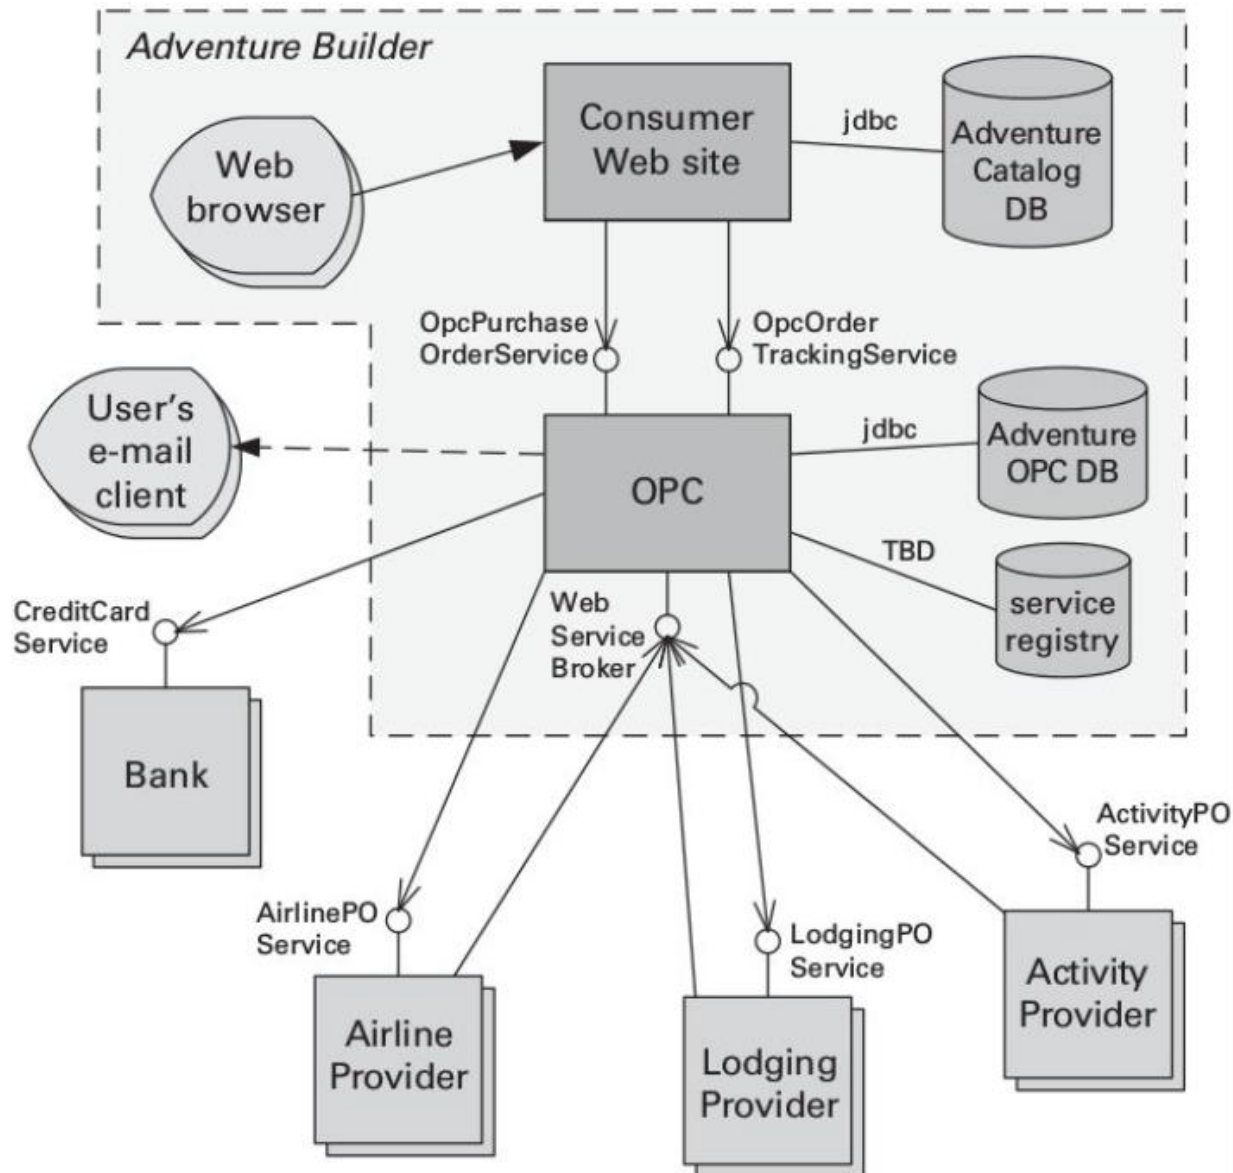 Adventure Builder
Web
browser
Consumer
Web site
jdbc
Adventure
Catalog
DB
OpcPurchase
OrderService
OpcOrder
TrackingService
User's
e-mail
client
OPC
jdbc
Adventure
OPC DB
TBD
service
registry
CreditCard
Service
Web
Service
Broker
Bank
AirlinePO
Service
LodgingPO
Service
ActivityPO
Service
Airline
Provider
Lodging
Provider
Activity
Provider